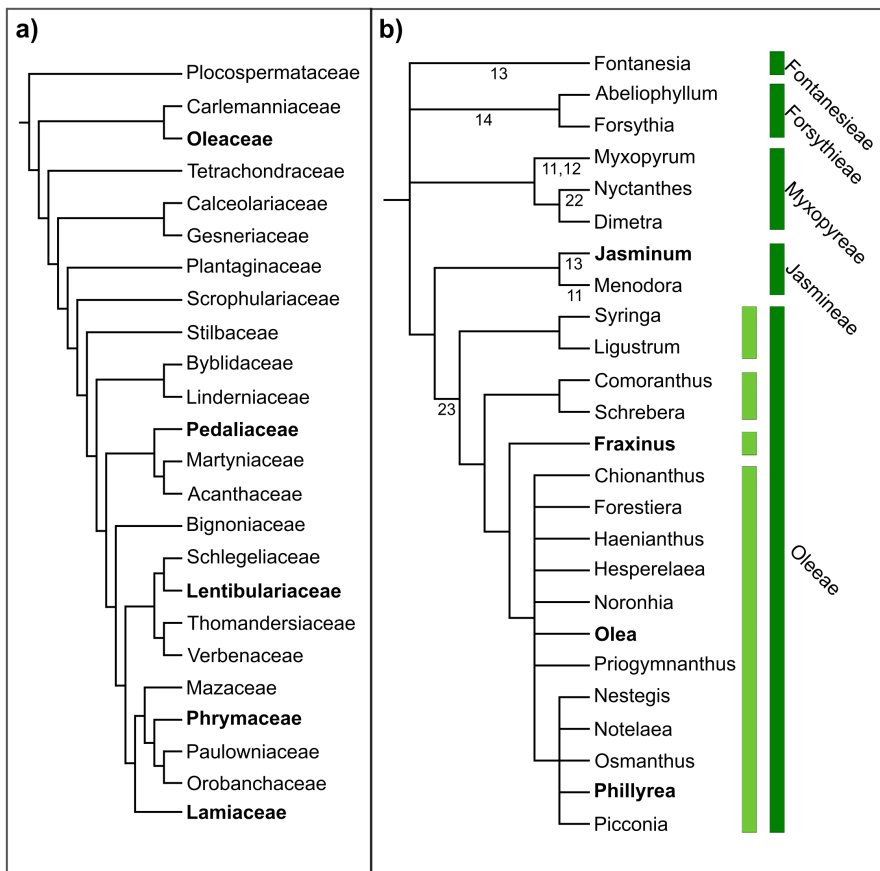 a)
Plocospermataceae
Carlemanniaceae
Oleaceae
Tetrachondraceae
Calceolariaceae
Gesneriaceae
Plantaginaceae
Scrophulariaceae
Stilbaceae
Byblidaceae
Linderniaceae
Pedaliaceae
Martyniaceae
Acanthaceae
Bignoniaceae
Schlegeliaceae
Lentibulariaceae
Thomandersiaceae
Verbenaceae
Mazaceae
Phrymaceae
Paulowniaceae
Orobanchaceae
Lamiaceae
b)
Fontanesia
13
Abeliophyllum
14
Forsythia
Myxopyrum
11,12
Nyctanthes
22
Dimetra
Jasminum
13
Menodora
11
Syringa
Ligustrum
Comoranthus
23
Schrebera
Fraxinus
Chionanthus
Forestiera
Haenianthus
Hesperelaea
Noronhia
Olea
Priogymnanthus
Nestegis
Notelaea
Osmanthus
Phillyrea
Picconia
Fontanesieae
Forsythieae
Myxopyreae
Jasmineae
Oleeae